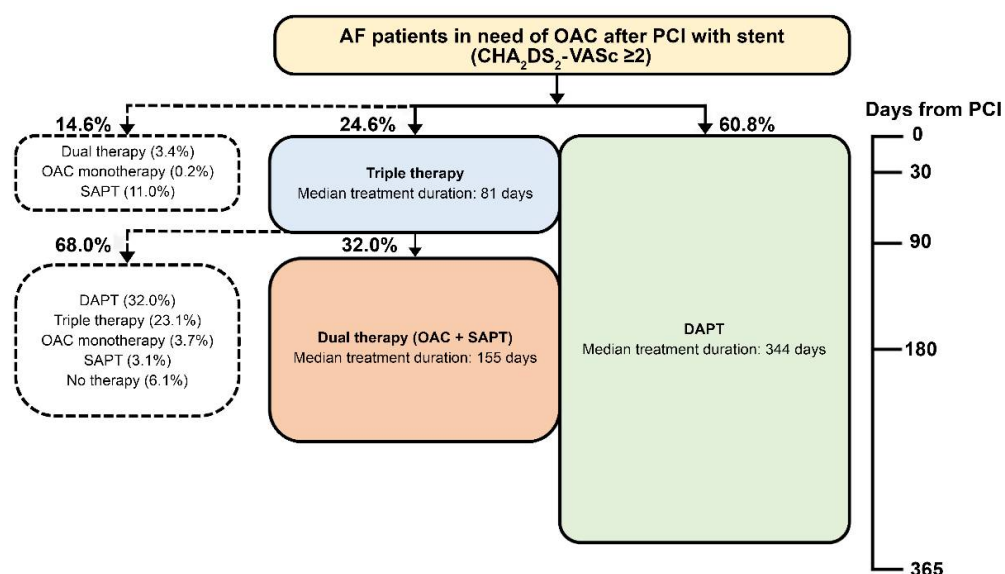 AF patients in need of OAC after PCI with stent
(CHA₂DS₂-VASc ≥2)
Days from PCI
14.6%
24.6%
60.8%
Dual therapy (3.4%)
OAC monotherapy (0.2%)
SAPT (11.0%)
Triple therapy
Median treatment duration: 81 days
68.0%
32.0%
DAPT (32.0%)
Triple therapy (23.1%)
OAC monotherapy (3.7%)
SAPT (3.1%)
No therapy (6.1%)
Dual therapy (OAC + SAPT)
Median treatment duration: 155 days
DAPT
Median treatment duration: 344 days
0
30
90
180
365